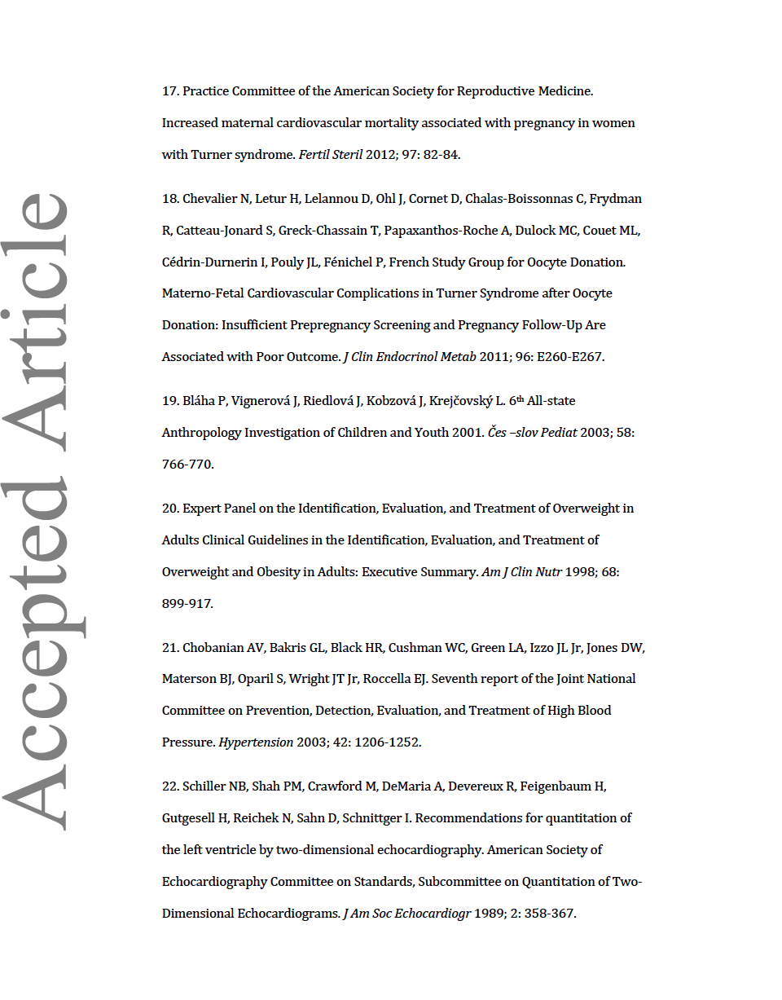 Accepted Article
17. Practice Committee of the American Society for Reproductive Medicine.
Increased maternal cardiovascular mortality associated with pregnancy in women
with Turner syndrome. Fertil Steril 2012; 97: 82-84.
18. Chevalier N, Letur H, Lelannou D, Ohl J, Cornet D, Chalas-Boissonnas C, Frydman
R, Catteau-Jonard S, Greck-Chassain T, Papaxanthos-Roche A, Dulock MC, Couet ML,
Cédrin-Durnerin I, Pouly JL, Fénichel P, French Study Group for Oocyte Donation.
Materno-Fetal Cardiovascular Complications in Turner Syndrome after Oocyte
Donation: Insufficient Prepregnancy Screening and Pregnancy Follow-Up Are
Associated with Poor Outcome. J Clin Endocrinol Metab 2011; 96: E260-E267.
19. Bláha P, Vignerová J, Riedlová J, Kobzová J, Krejčovský L. 6th All-state
Anthropology Investigation of Children and Youth 2001. Čes –slov Pediat 2003; 58:
766-770.
20. Expert Panel on the Identification, Evaluation, and Treatment of Overweight in
Adults Clinical Guidelines in the Identification, Evaluation, and Treatment of
Overweight and Obesity in Adults: Executive Summary. Am J Clin Nutr 1998; 68:
899-917.
21. Chobanian AV, Bakris GL, Black HR, Cushman WC, Green LA, Izzo JL Jr, Jones DW,
Materson BJ, Oparil S, Wright JT Jr, Roccella EJ. Seventh report of the Joint National
Committee on Prevention, Detection, Evaluation, and Treatment of High Blood
Pressure. Hypertension 2003; 42: 1206-1252.
22. Schiller NB, Shah PM, Crawford M, DeMaria A, Devereux R, Feigenbaum H,
Gutgesell H, Reichek N, Sahn D, Schnittger I. Recommendations for quantitation of
the left ventricle by two-dimensional echocardiography. American Society of
Echocardiography Committee on Standards, Subcommittee on Quantitation of Two-
Dimensional Echocardiograms. J Am Soc Echocardiogr 1989; 2: 358-367.